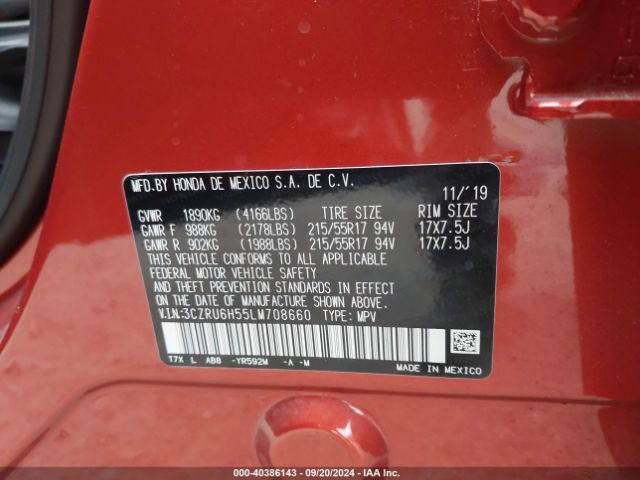 MFD.BY HONDA DE MEXICO S.A. DE C.V. 11/'19
GVWR 1890KG (4166LBS) TIRE SIZE RIM SIZE
GAWR F 988KG (2178LBS) 215/55R17 94V 17X7.5J
GAWR R 902KG (1988LBS) 215/55R17 94V 17X7.5J
THIS VEHICLE CONFORMS TO ALL APPLICABLE
FEDERAL MOTOR VEHICLE SAFETY
AND THEFT PREVENTION STANDARDS IN EFFECT
ON THE DATE OF MANUFACTURE SHOWN ABOVE.
V.I.N:3CZRU6H55LM708660 TYPE: MPV
T7X L AB8 -YR592M -A -M
MADE IN MEXICO
000-40386143 - 09/20/2024 - IAA Inc.